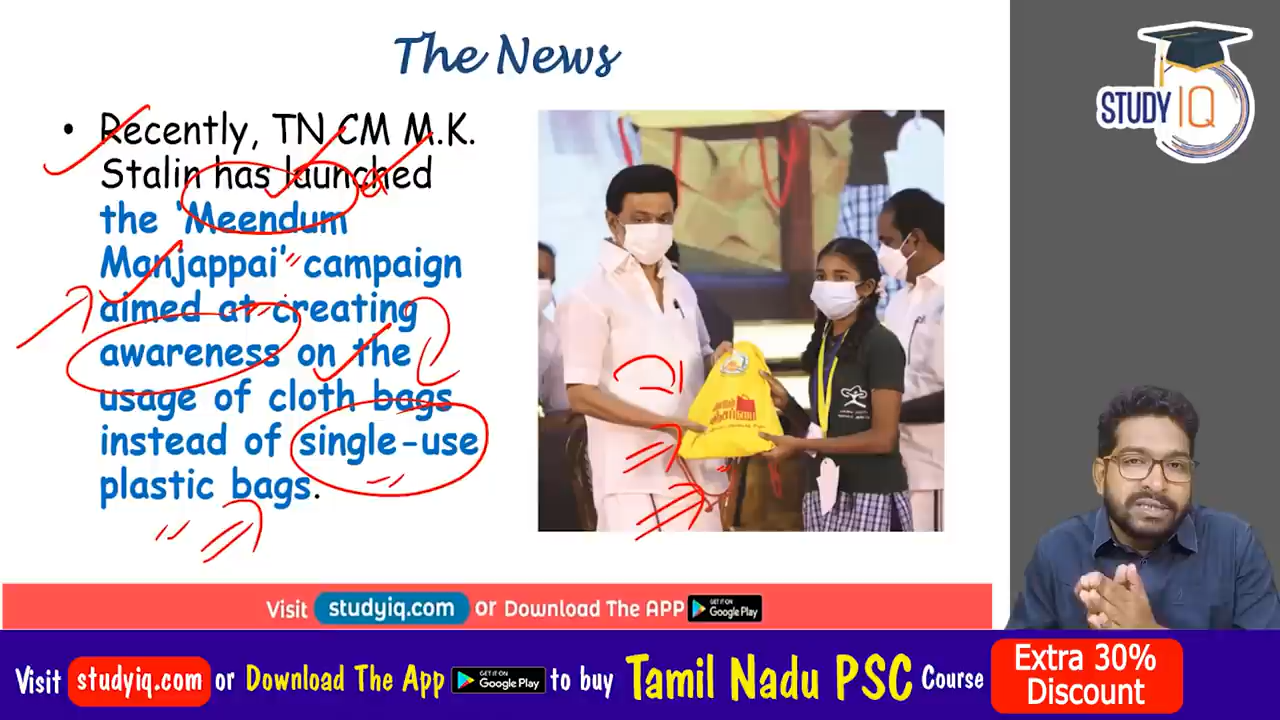 The News
• Recently, TN CM M.K.
Stalin has launched
the 'Meendum
Manjappai' campaign
aimed at creating
awareness on the
usage of cloth bags
instead of single-use
plastic bags.
STUDY IQ
Visit studyiq.com or Download The APP GET IT ON Google Play
Visit studyiq.com or Download The App GET IT ON Google Play to buy Tamil Nadu PSC Course
Extra 30%
Discount